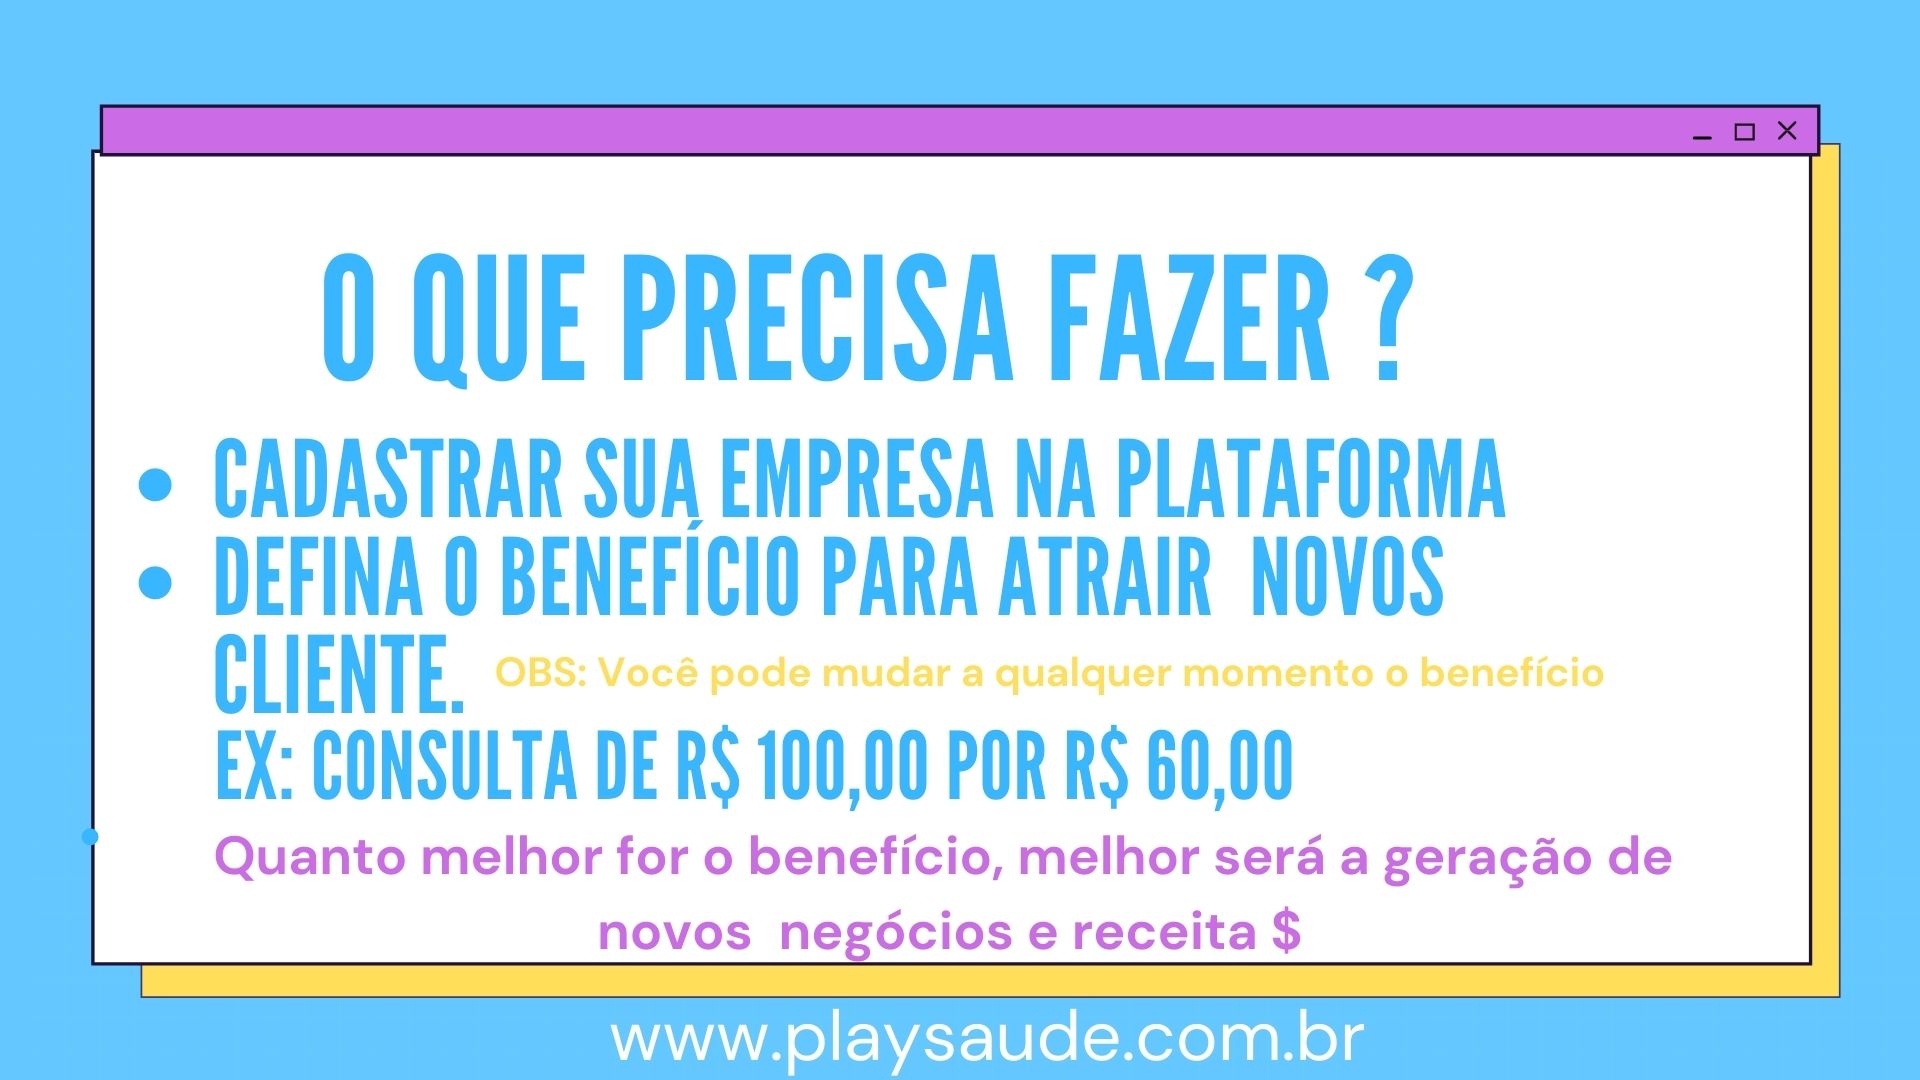 O QUE PRECISA FAZER ?
• CADASTRAR SUA EMPRESA NA PLATAFORMA
• DEFINA O BENEFÍCIO PARA ATRAIR  NOVOS
CLIENTE.
OBS: Você pode mudar a qualquer momento o benefício
EX: CONSULTA DE R$ 100,00 POR R$ 60,00
Quanto melhor for o benefício, melhor será a geração de
novos  negócios e receita $
www.playsaude.com.br